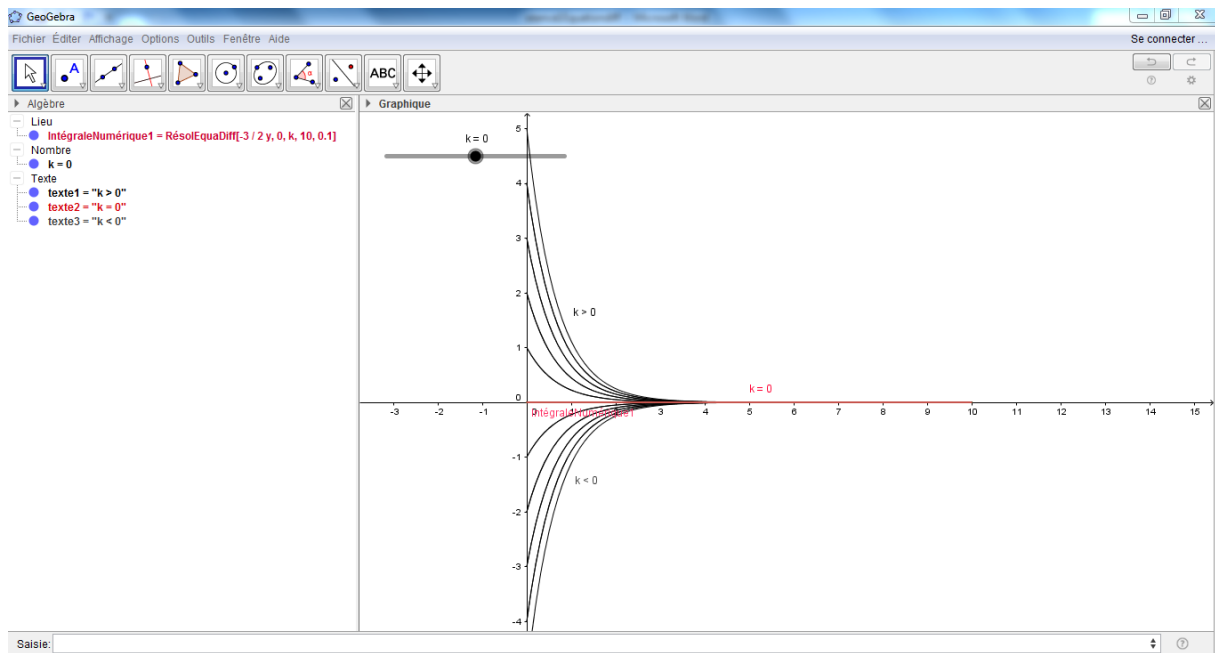 GeoGebra
Fichier Éditer Affichage Options Outils Fenêtre Aide
Se connecter ...
ABC
Algèbre
Graphique
Lieu
IntégraleNumérique1 = RésolEquaDiff[-3 / 2 y, 0, k, 10, 0.1]
Nombre
k = 0
Texte
texte1 = "k > 0"
texte2 = "k = 0"
texte3 = "k < 0"
k = 0
5
4
3
2
1
0
-1
-2
-3
-4
k > 0
k = 0
-3 -2 -1 0 1 2 3 4 5 6 7 8 9 10 11 12 13 14 15
IntégraleNumérique1
k < 0
Saisie: